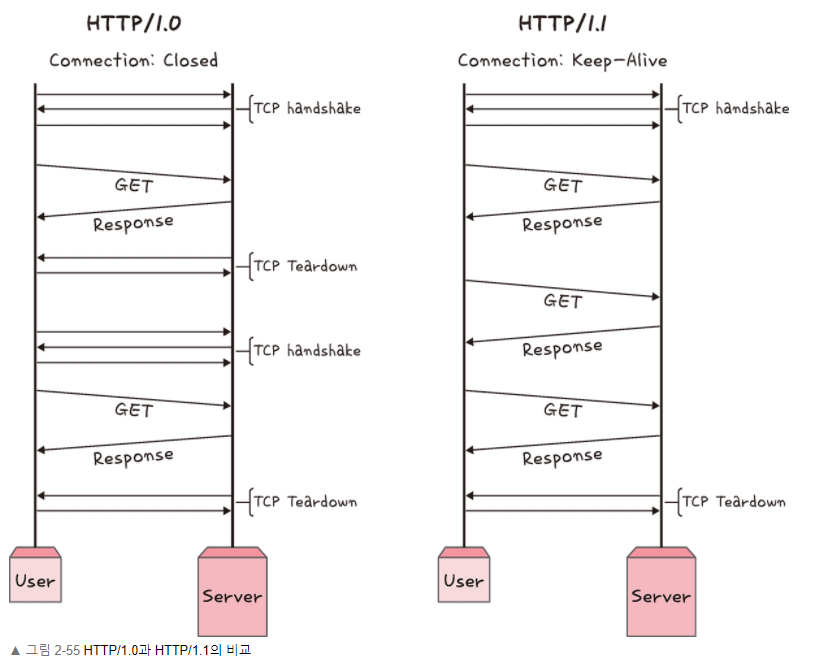 HTTP/1.0
Connection: Closed
TCP handshake
GET
Response
TCP Teardown
TCP handshake
GET
Response
TCP Teardown
User
Server
HTTP/1.1
Connection: Keep-Alive
TCP handshake
GET
Response
GET
Response
GET
Response
TCP Teardown
User
Server
▲ 그림 2-55 HTTP/1.0과 HTTP/1.1의 비교